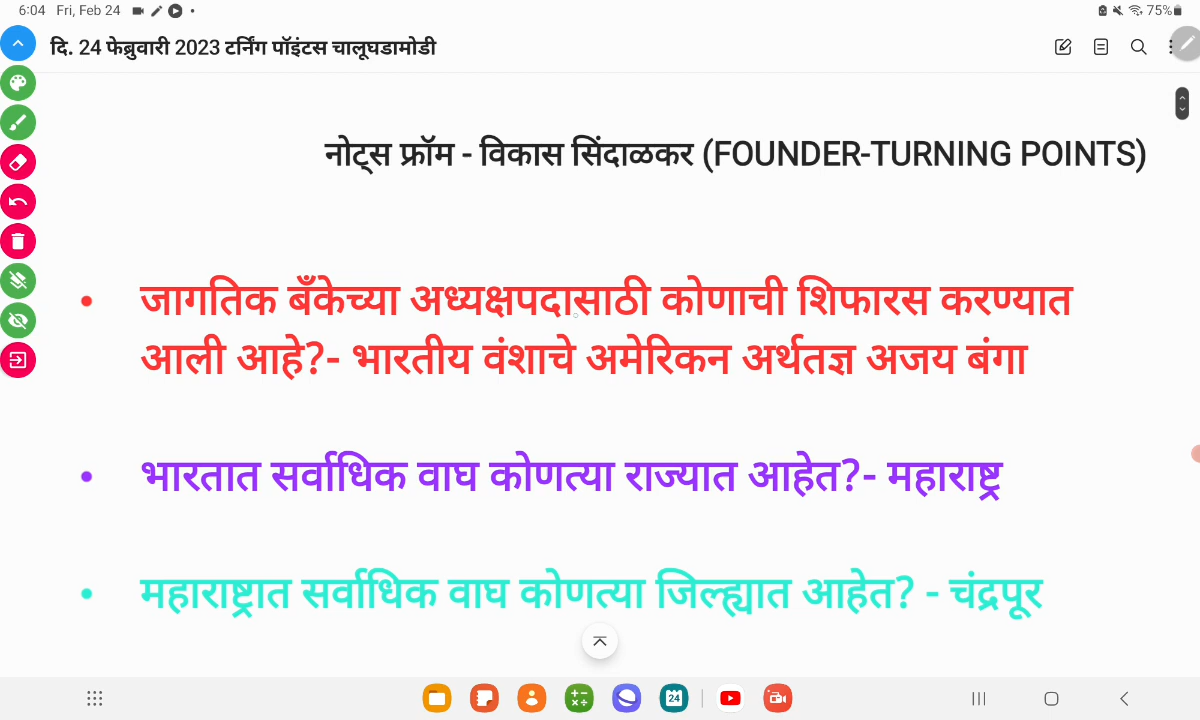 6:04 Fri, Feb 24
75%
दि. 24 फेब्रुवारी 2023 टर्निंग पॉइंटस चालूघडामोडी
नोट्स फ्रॉम - विकास सिंदाळकर (FOUNDER-TURNING POINTS)
• जागतिक बँकेच्या अध्यक्षपदासाठी कोणाची शिफारस करण्यात
आली आहे?- भारतीय वंशाचे अमेरिकन अर्थतज्ञ अजय बंगा
• भारतात सर्वाधिक वाघ कोणत्या राज्यात आहेत?- महाराष्ट्र
• महाराष्ट्रात सर्वाधिक वाघ कोणत्या जिल्ह्यात आहेत? - चंद्रपूर
24